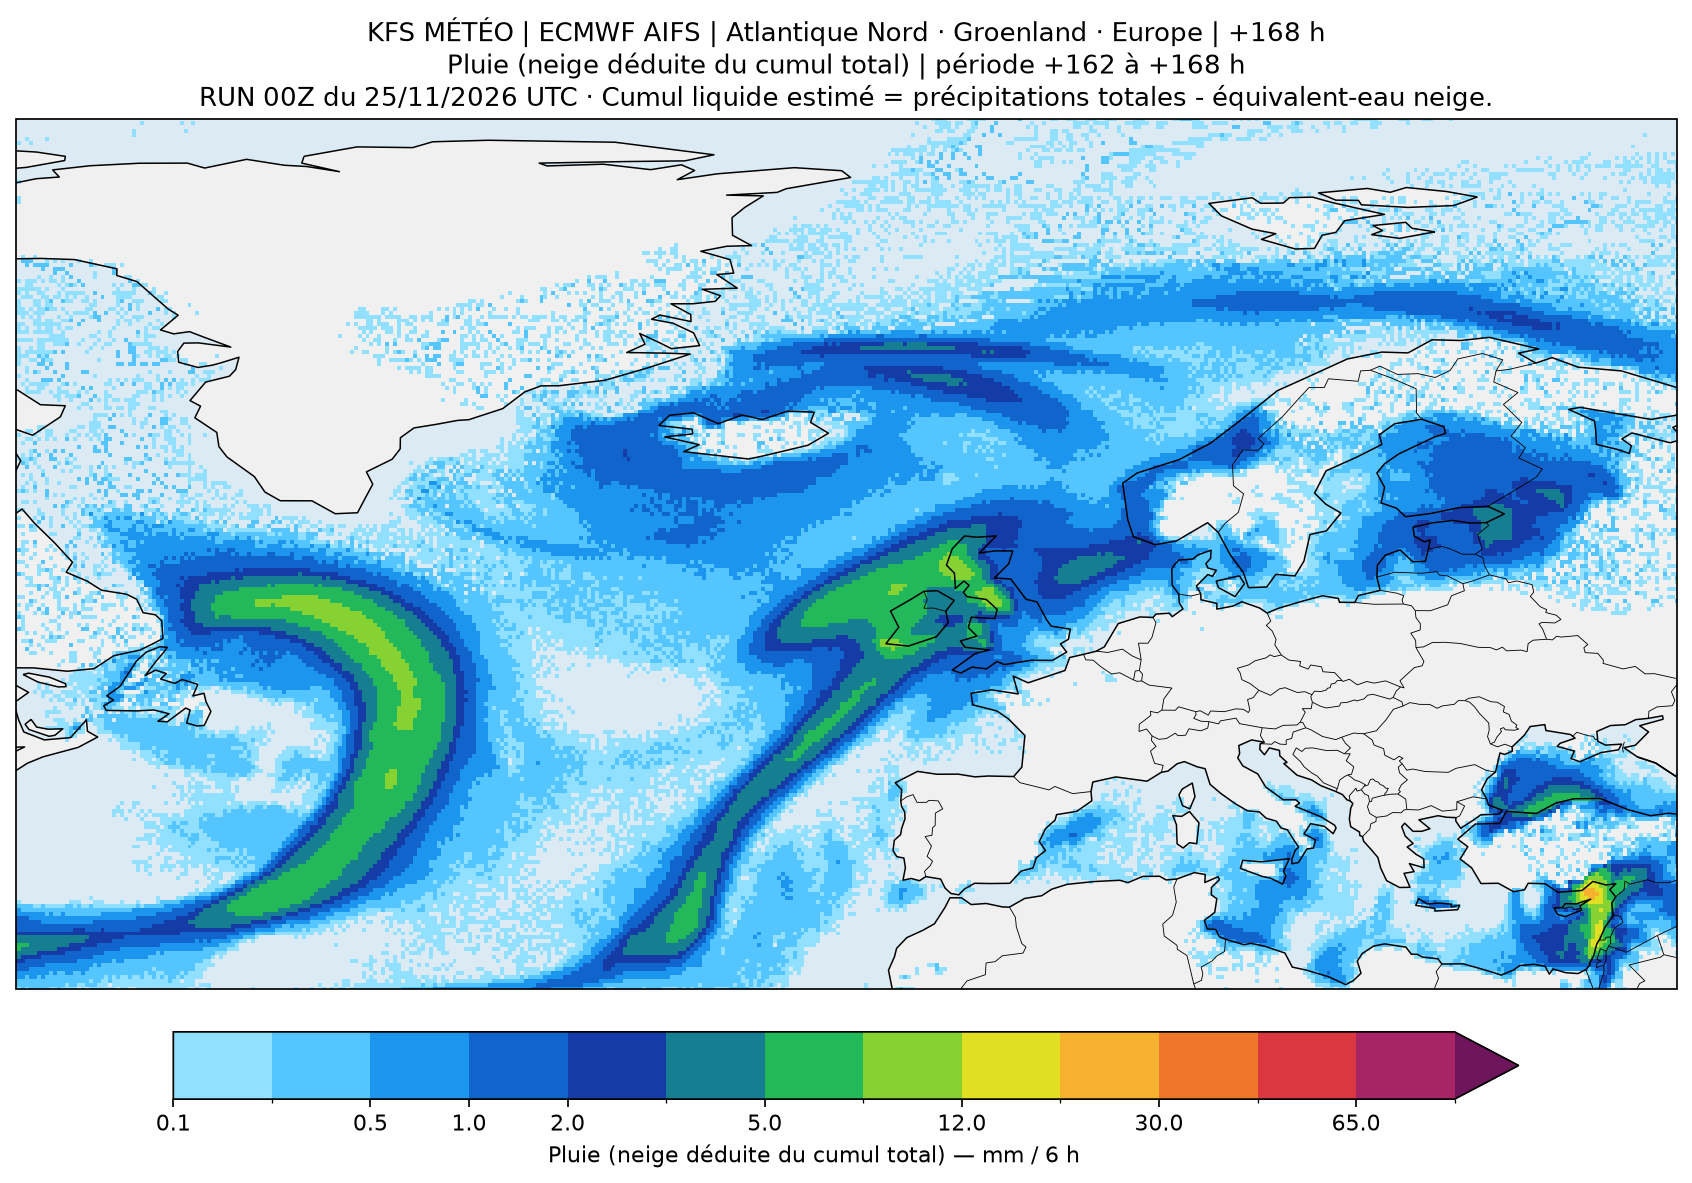 KFS MÉTÉO | ECMWF AIFS | Atlantique Nord · Groenland · Europe | +168 h
Pluie (neige déduite du cumul total) | période +162 à +168 h
RUN 00Z du 25/11/2026 UTC · Cumul liquide estimé = précipitations totales - équivalent-eau neige.
0.1 0.5 1.0 2.0 5.0 12.0 30.0 65.0
Pluie (neige déduite du cumul total) — mm / 6 h